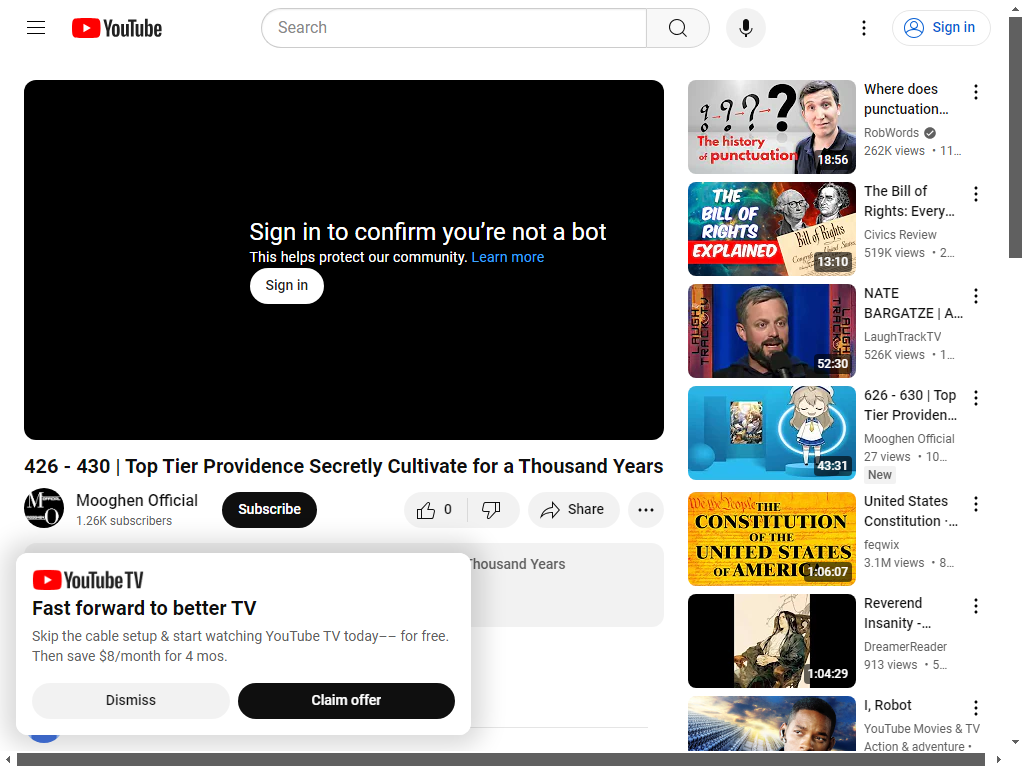 YouTube
Search
Sign in
Sign in to confirm you’re not a bot
This helps protect our community. Learn more
Sign in
426 - 430 | Top Tier Providence Secretly Cultivate for a Thousand Years
Mooghen Official
1.26K subscribers
Subscribe
0
Share
Thousand Years
YouTube TV
Fast forward to better TV
Skip the cable setup & start watching YouTube TV today–– for free.
Then save $8/month for 4 mos.
Dismiss
Claim offer
The history
of punctuation
18:56
Where does
punctuation…
RobWords
262K views • 11…
THE
BILL OF
RIGHTS
EXPLAINED
Bill of Rights
13:10
The Bill of
Rights: Every…
Civics Review
519K views • 2…
LAUGH
TRACK TV
LAUGH
TRACK TV
52:30
NATE
BARGATZE | A…
LaughTrackTV
526K views • 1…
43:31
626 - 630 | Top
Tier Providen…
Mooghen Official
27 views • 10…
New
We the People THE
CONSTITUTION
OF THE
UNITED STATES
OF AMERICA
1:06:07
United States
Constitution ·…
feqwix
3.1M views • 8…
1:04:29
Reverend
Insanity -…
DreamerReader
913 views • 5…
I, Robot
YouTube Movies & TV
Action & adventure •